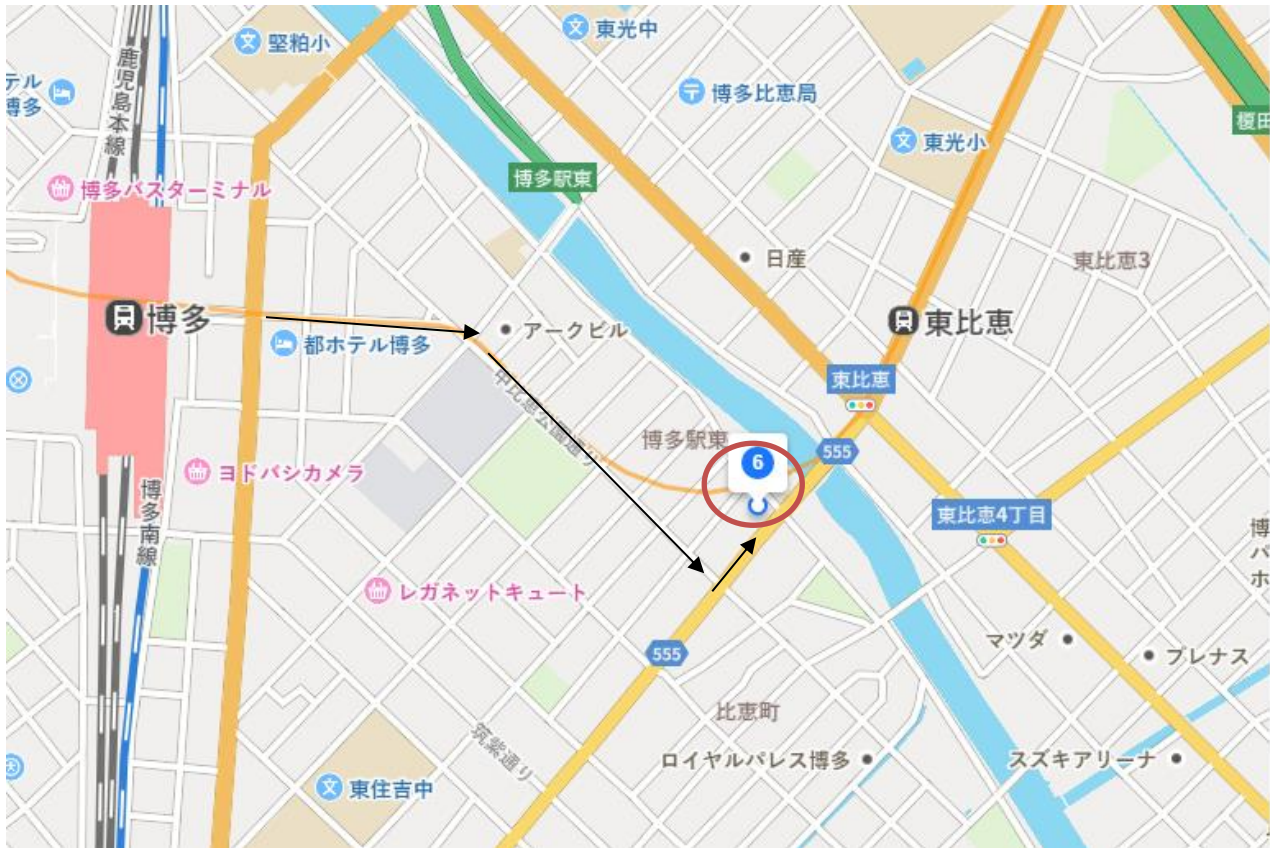 堅粕小
東光中
鹿児島本線
テル
博多
博多比恵局
榎田
東光小
博多駅東
博多バスターミナル
日産
東比恵3
博多
アークビル
東比恵
都ホテル博多
東比恵
中比恵公園通り
博多駅東
555
6
ヨドバシカメラ
博多南線
東比恵4丁目
博
パ
ホ
レガネットキュート
マツダ
プレナス
555
比恵町
筑紫通り
ロイヤルパレス博多
スズキアリーナ
東住吉中